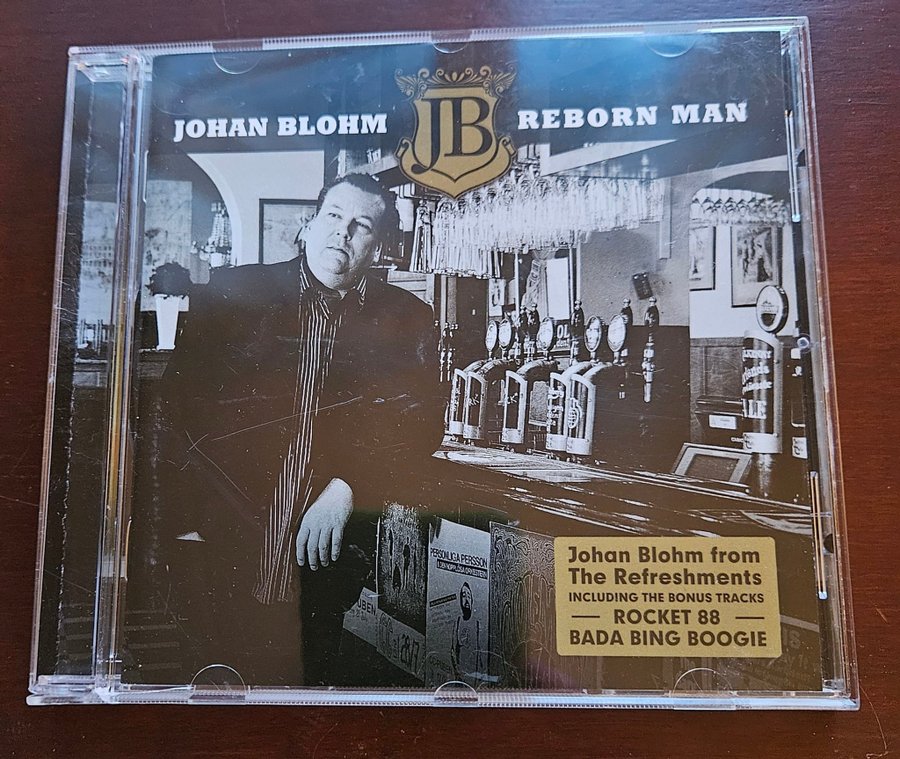 JOHAN BLOHM
JB
REBORN MAN
PERSONLIGA PERSSON
Johan Blohm from
The Refreshments
INCLUDING THE BONUS TRACKS
— ROCKET 88 —
BADA BING BOOGIE